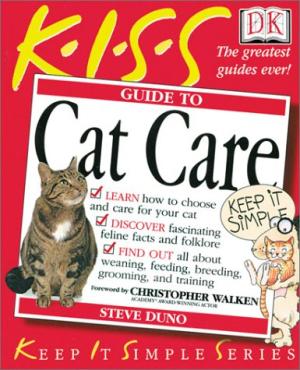 K·I·S·S
DK
The greatest
guides ever!
GUIDE TO
Cat Care
LEARN how to choose
and care for your cat
DISCOVER fascinating
feline facts and folklore
FIND OUT all about
weaning, feeding, breeding,
grooming, and training
KEEP IT
SIMPLE
Foreword by CHRISTOPHER WALKEN
ACADEMY AWARD-WINNING ACTOR
STEVE DUNO
KEEP IT SIMPLE SERIES